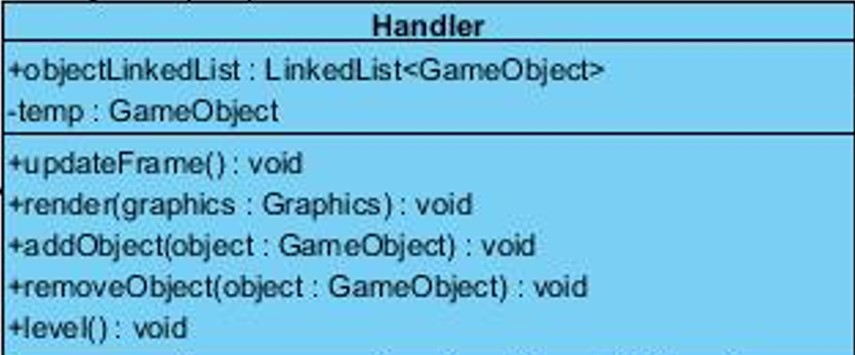 Handler
+objectLinkedList : LinkedList<GameObject>
-temp : GameObject
+updateFrame() : void
+render(graphics : Graphics) : void
+addObject(object : GameObject) : void
+removeObject(object : GameObject) : void
+level() : void